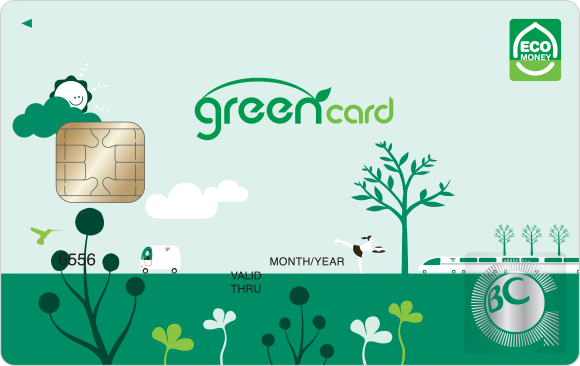 ECO
MONEY
greencard
6556
MONTH/YEAR
VALID
THRU
BC